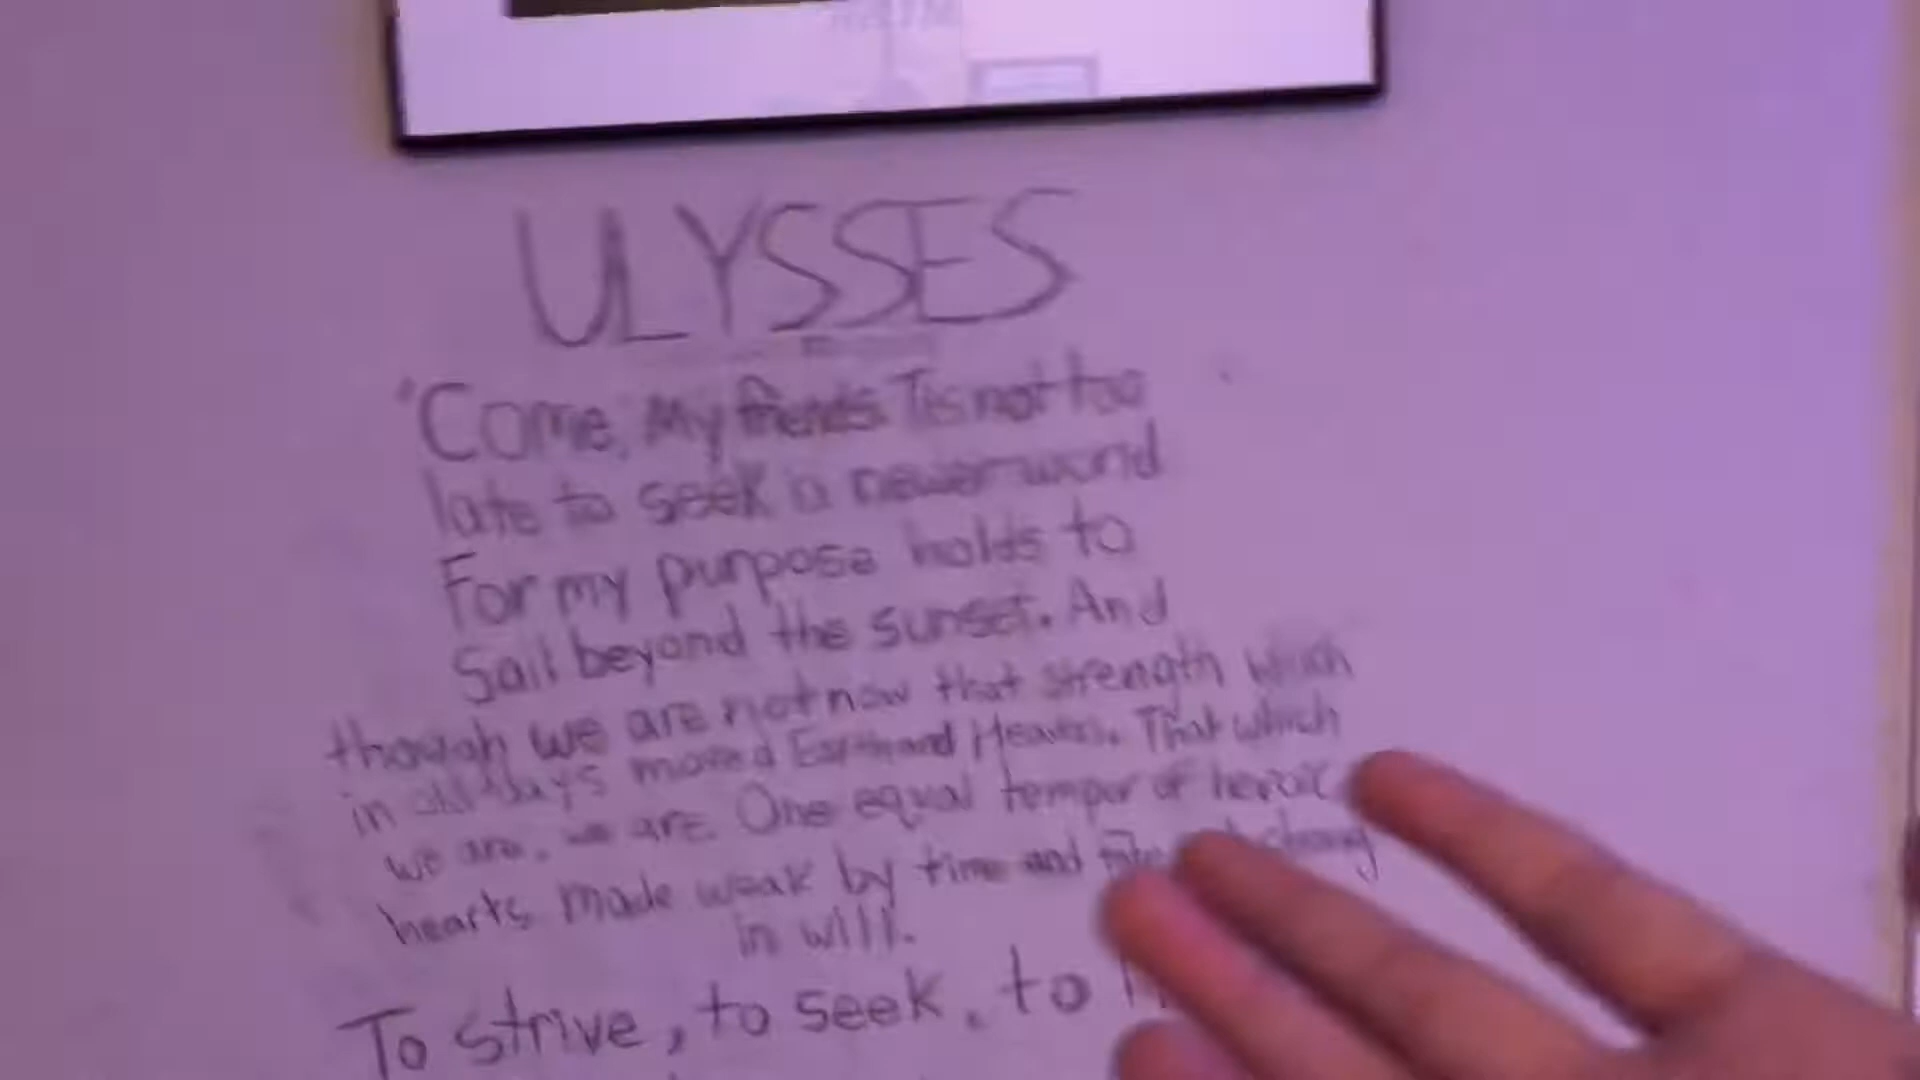 ULYSSES
"Come, My friends Tis not too
late to seek a newer world
For my purpose holds to
Sail beyond the sunset. And
though we are not now that strength which
in old days moved Earth and Heaven. That which
we are, we are. One equal temper of heroic
hearts made weak by time and strong
in will.
To strive, to seek, to